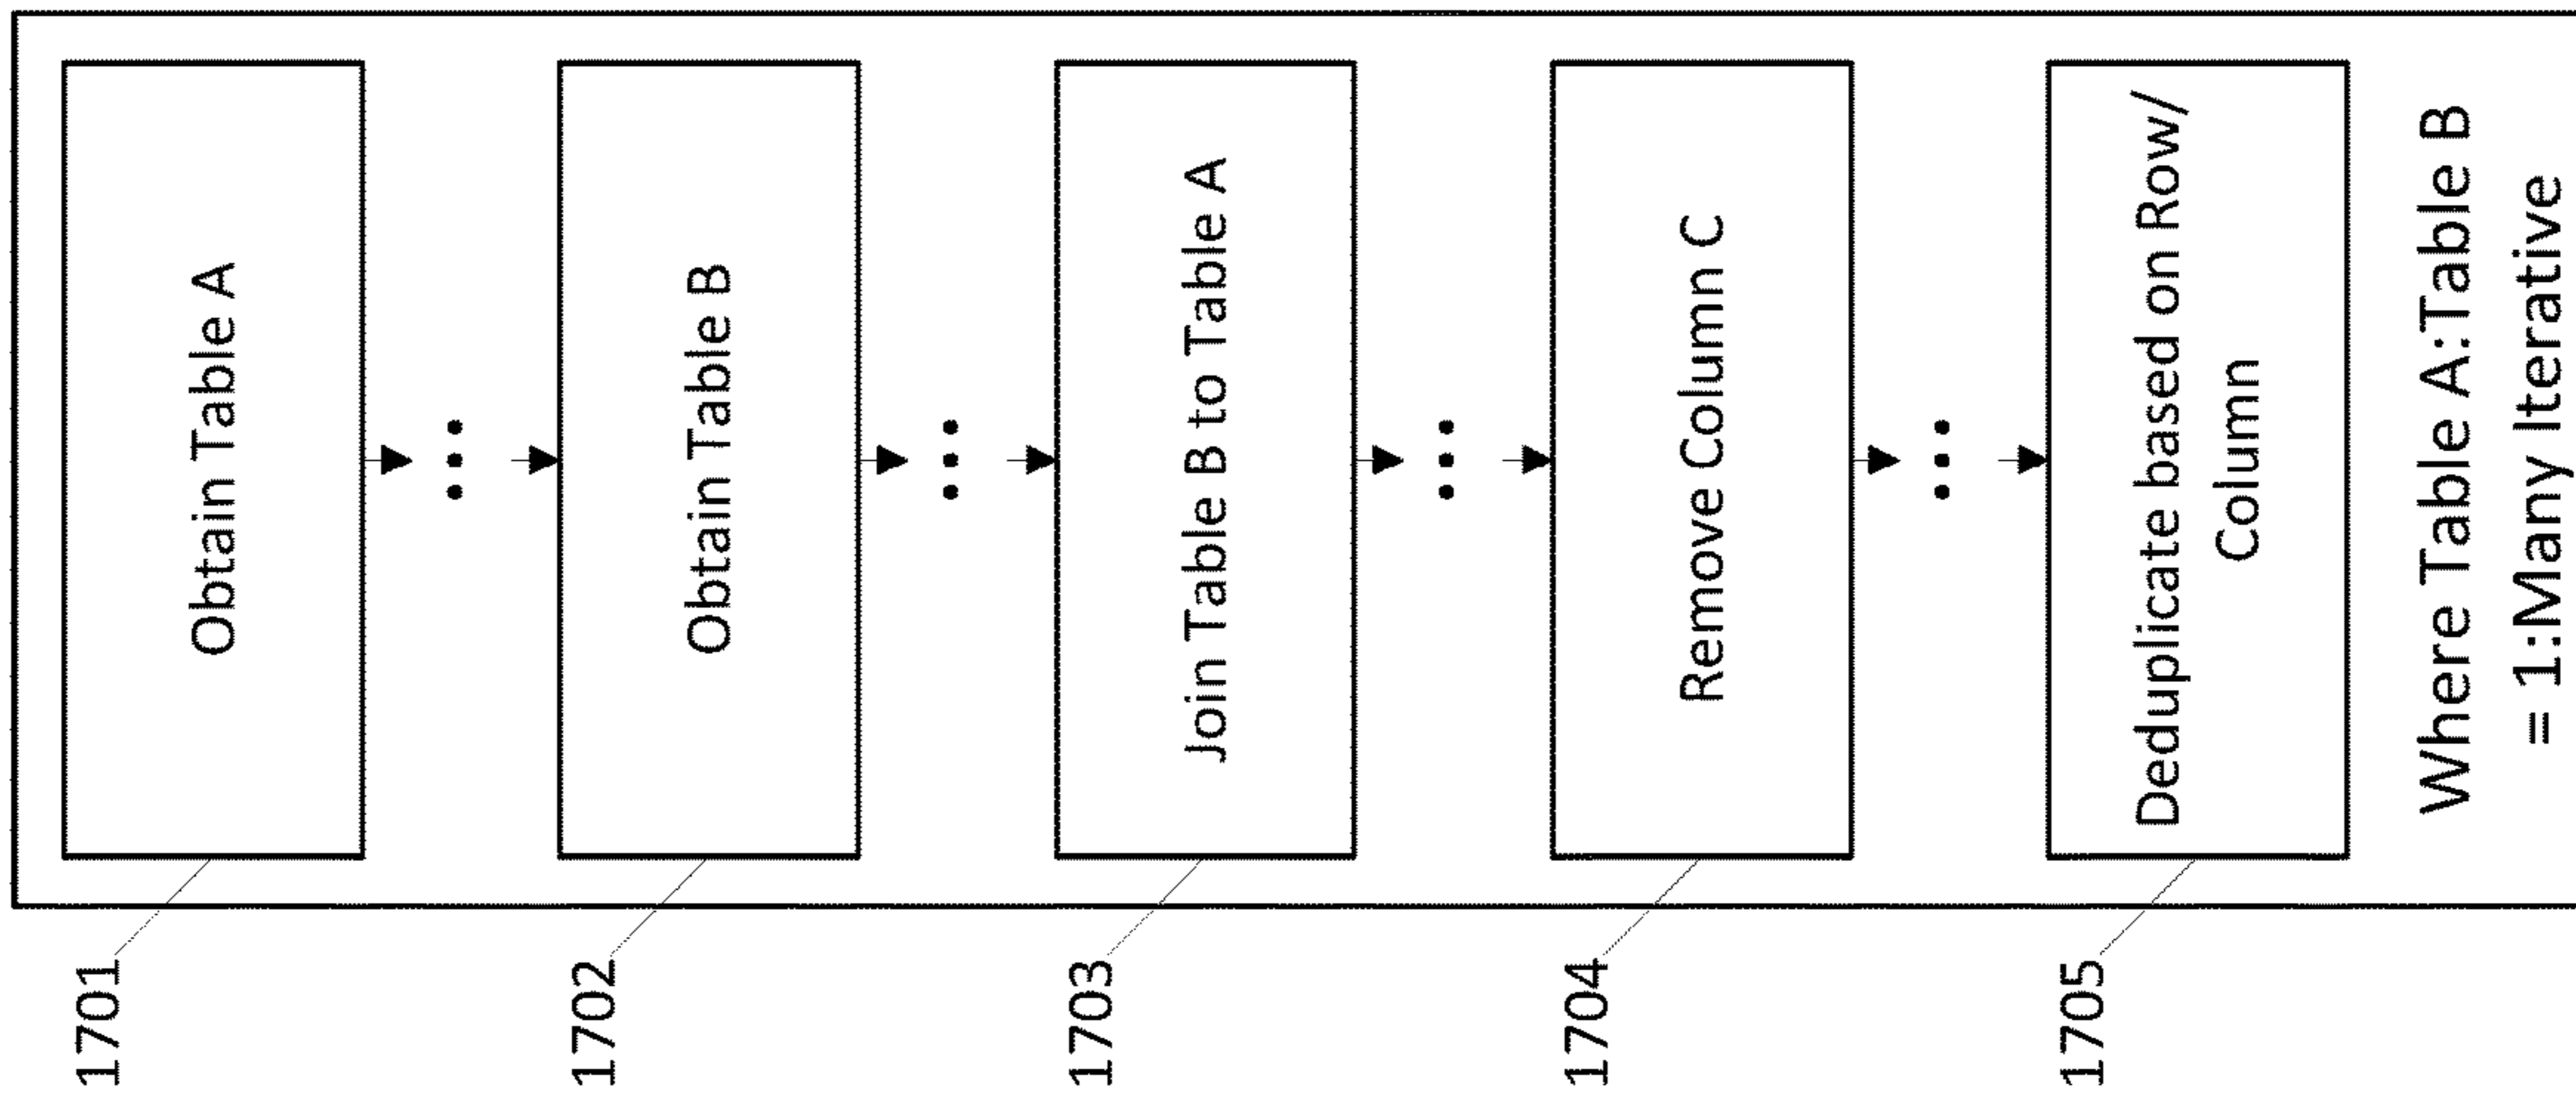 1701
Obtain Table A
1702
Obtain Table B
1703
Join Table B to Table A
1704
Remove Column C
1705
Deduplicate based on Row/
Column
Where Table A:Table B
= 1:Many Iterative